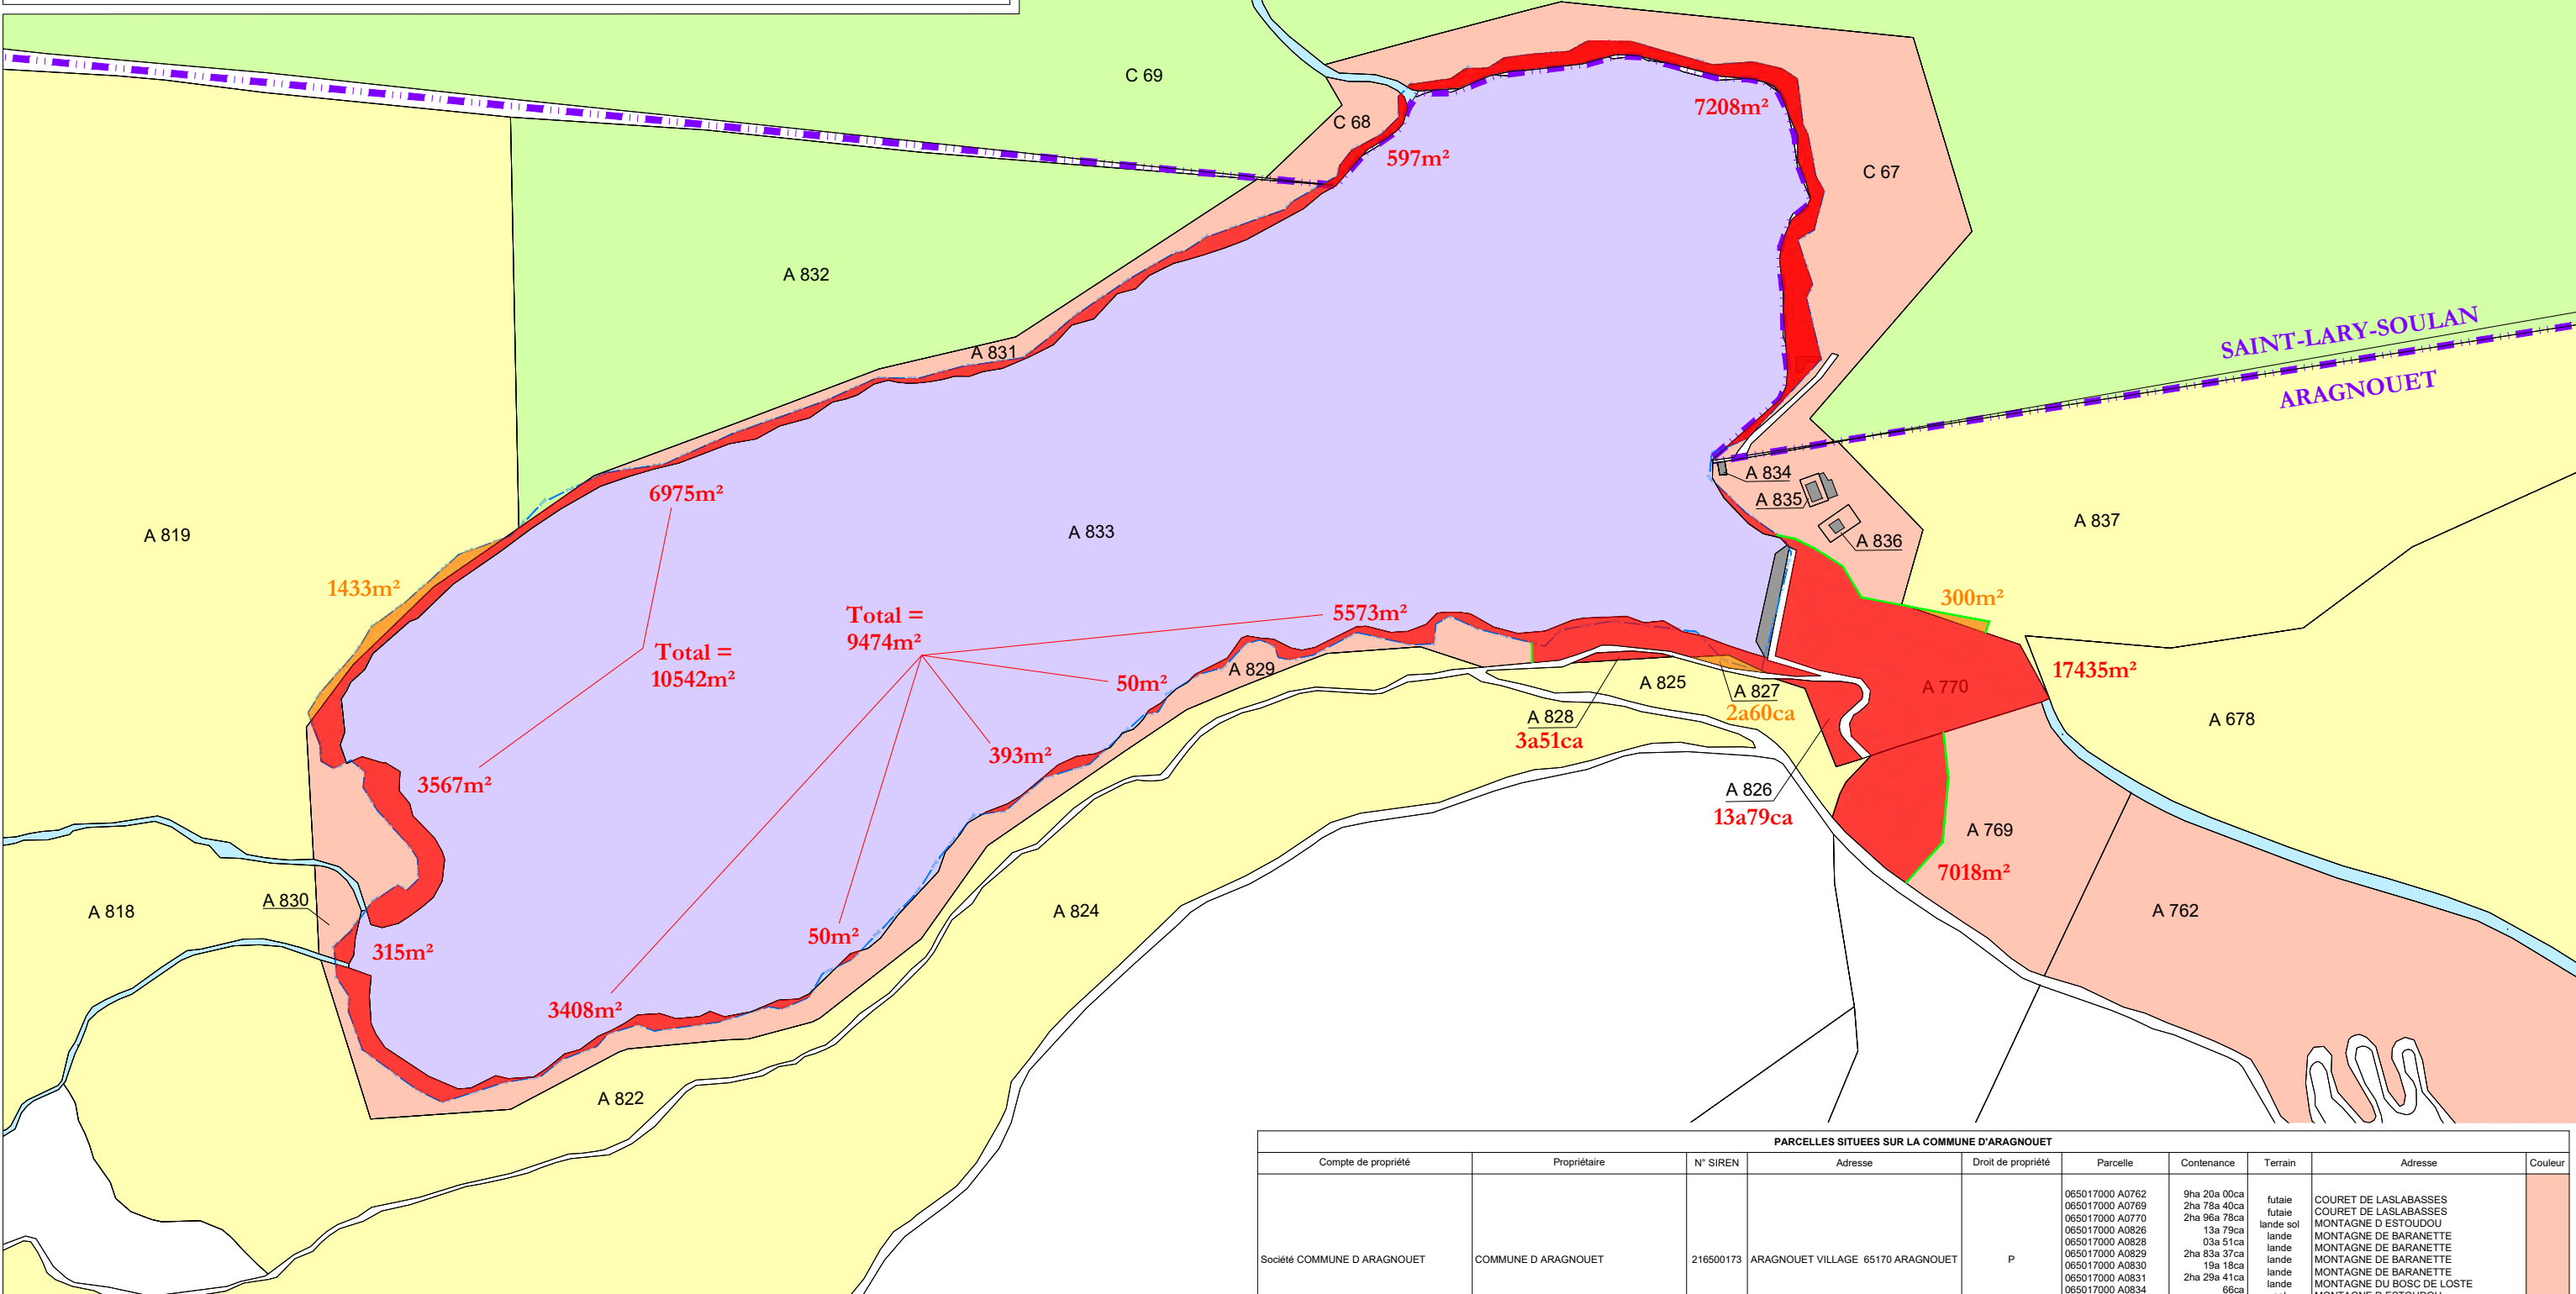 C 69
7208m²
C 68
597m²
C 67
A 832
SAINT-LARY-SOULAN
ARAGNOUET
A 831
A 834
A 835
6975m²
A 819
A 833
A 837
A 836
1433m²
300m²
Total =
9474m²
5573m²
Total =
10542m²
50m²
A 829
A 825
A 827
2a60ca
A 770
17435m²
A 828
3a51ca
A 678
393m²
3567m²
A 826
13a79ca
A 769
7018m²
A 830
A 818
A 824
A 762
50m²
315m²
3408m²
A 822
PARCELLES SITUEES SUR LA COMMUNE D'ARAGNOUET
Compte de propriété Propriétaire N° SIREN Adresse Droit de propriété Parcelle Contenance Terrain Adresse Couleur
065017000 A0762 9ha 20a 00ca futaie COURET DE LASLABASSES
065017000 A0769 2ha 78a 40ca futaie COURET DE LASLABASSES
065017000 A0770 2ha 96a 78ca lande sol MONTAGNE D ESTOUDOU
065017000 A0826 13a 79ca lande MONTAGNE DE BARANETTE
065017000 A0828 03a 51ca lande MONTAGNE DE BARANETTE
065017000 A0829 2ha 83a 37ca lande MONTAGNE DE BARANETTE
Société COMMUNE D ARAGNOUET COMMUNE D ARAGNOUET 216500173 ARAGNOUET VILLAGE 65170 ARAGNOUET P
065017000 A0830 19a 18ca lande MONTAGNE DE BARANETTE
065017000 A0831 2ha 29a 41ca lande MONTAGNE DU BOSC DE LOSTE
065017000 A0834 66ca